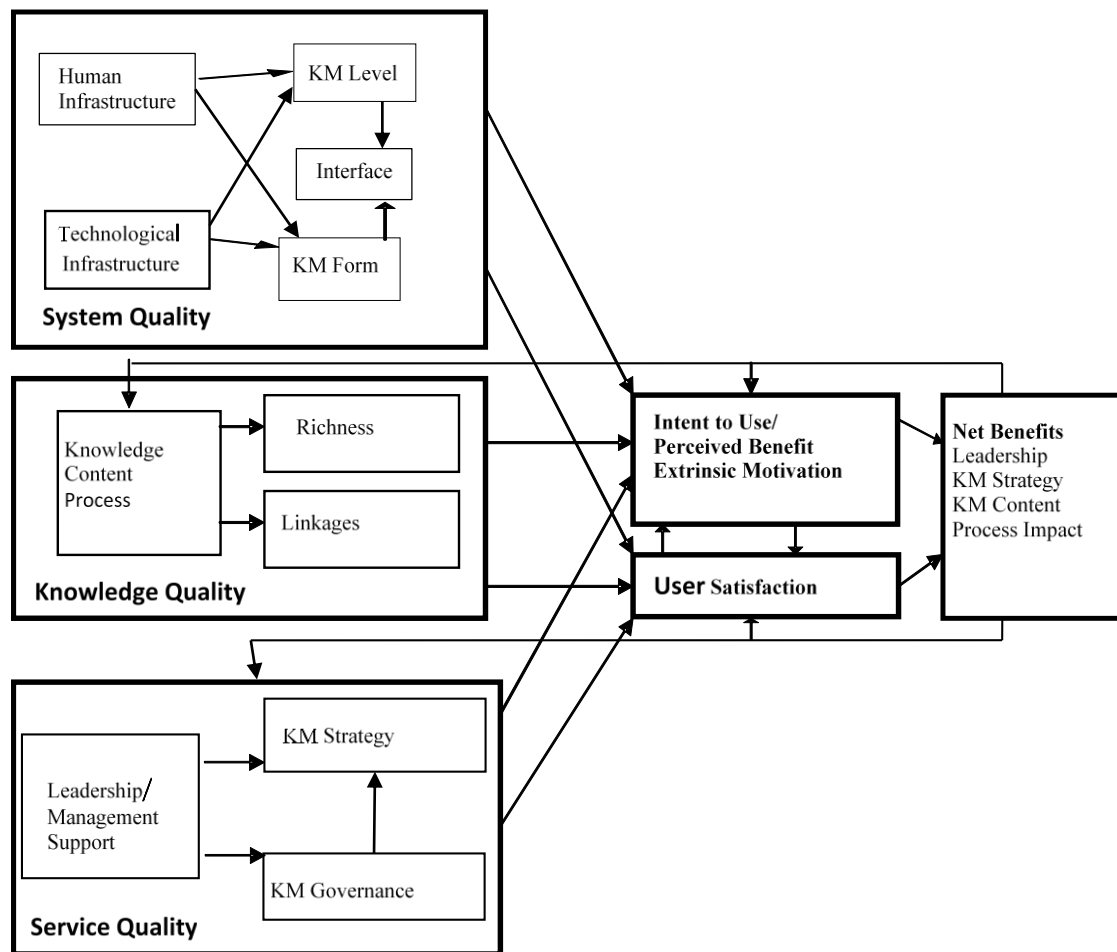 Human
Infrastructure
KM Level
Interface
Technological
Infrastructure
KM Form
System Quality
Knowledge
Content
Process
Richness
Linkages
Knowledge Quality
Intent to Use/
Perceived Benefit
Extrinsic Motivation
User Satisfaction
Net Benefits
Leadership
KM Strategy
KM Content
Process Impact
Leadership/
Management
Support
KM Strategy
KM Governance
Service Quality